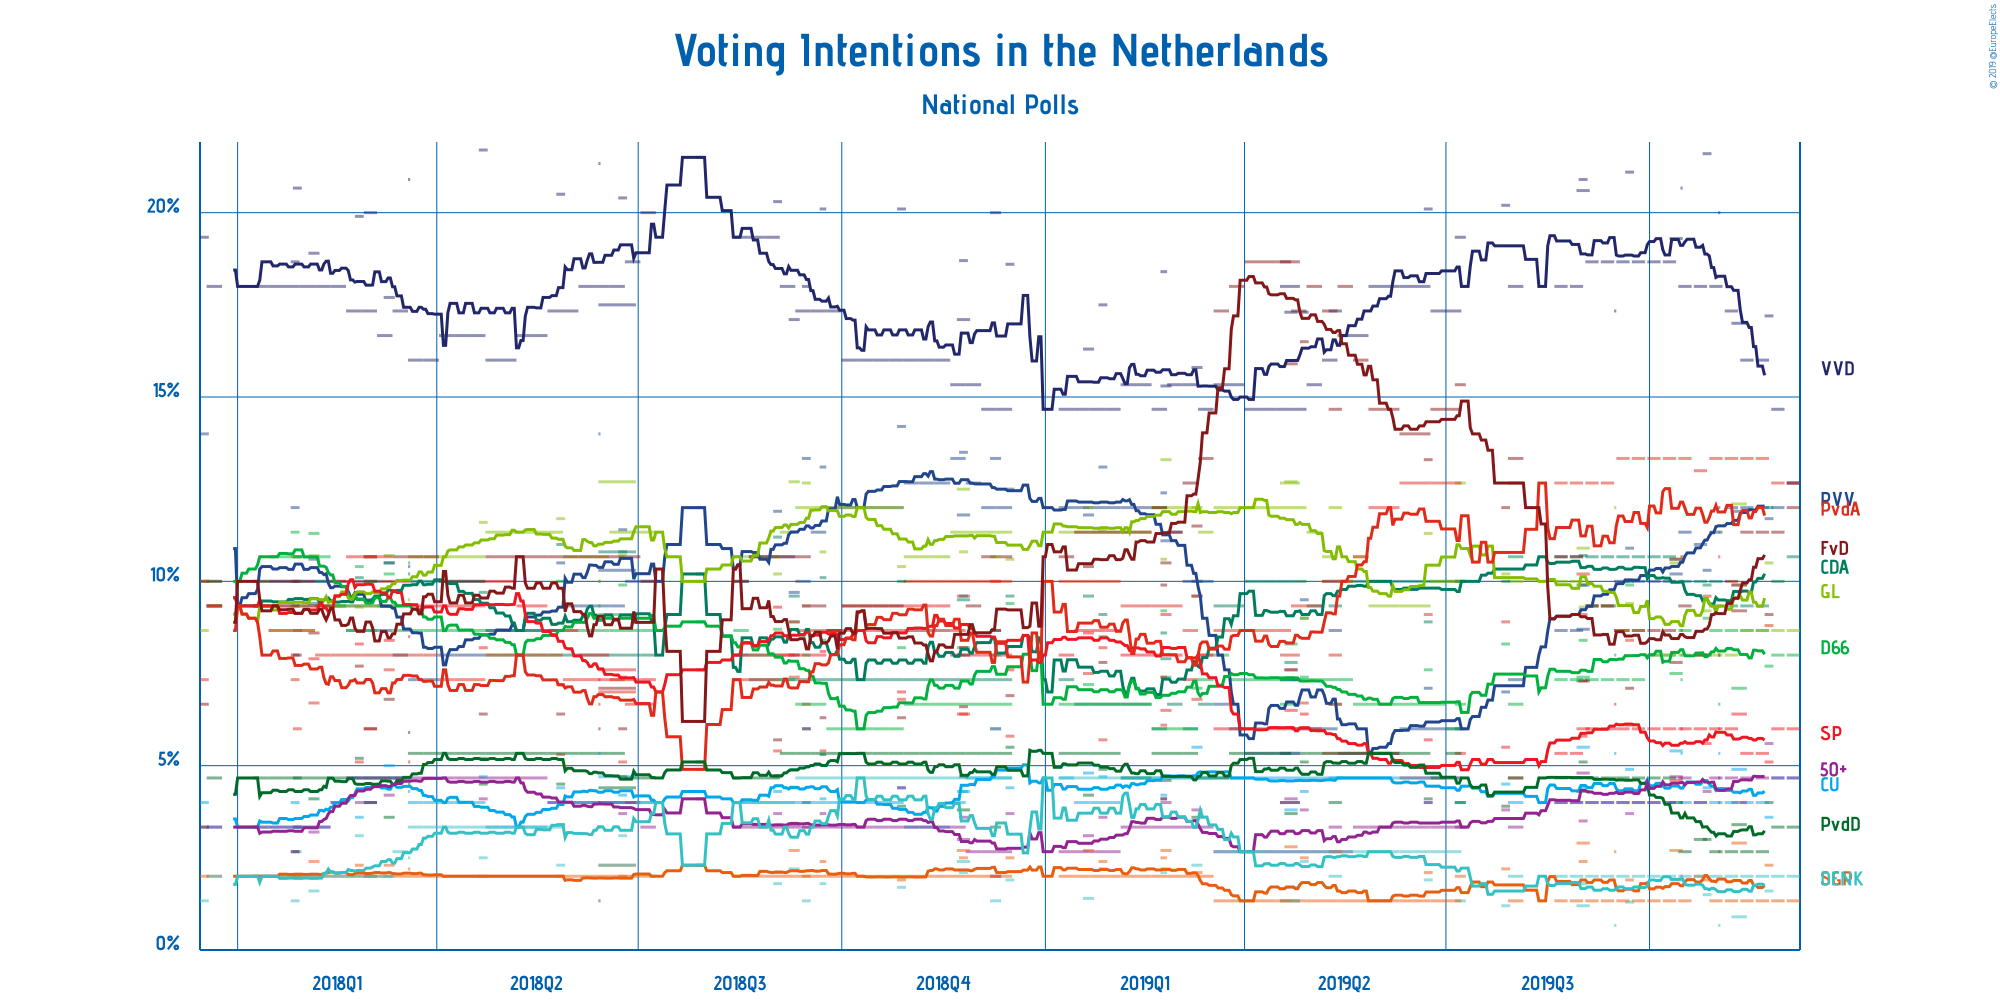 Voting Intentions in the Netherlands
National Polls
© 2019 @EuropeElects
20%
15%
10%
5%
0%
VVD
PVV
PvdA
FvD
CDA
GL
D66
SP
50+
CU
PvdD
DENK
2018Q1
2018Q2
2018Q3
2018Q4
2019Q1
2019Q2
2019Q3